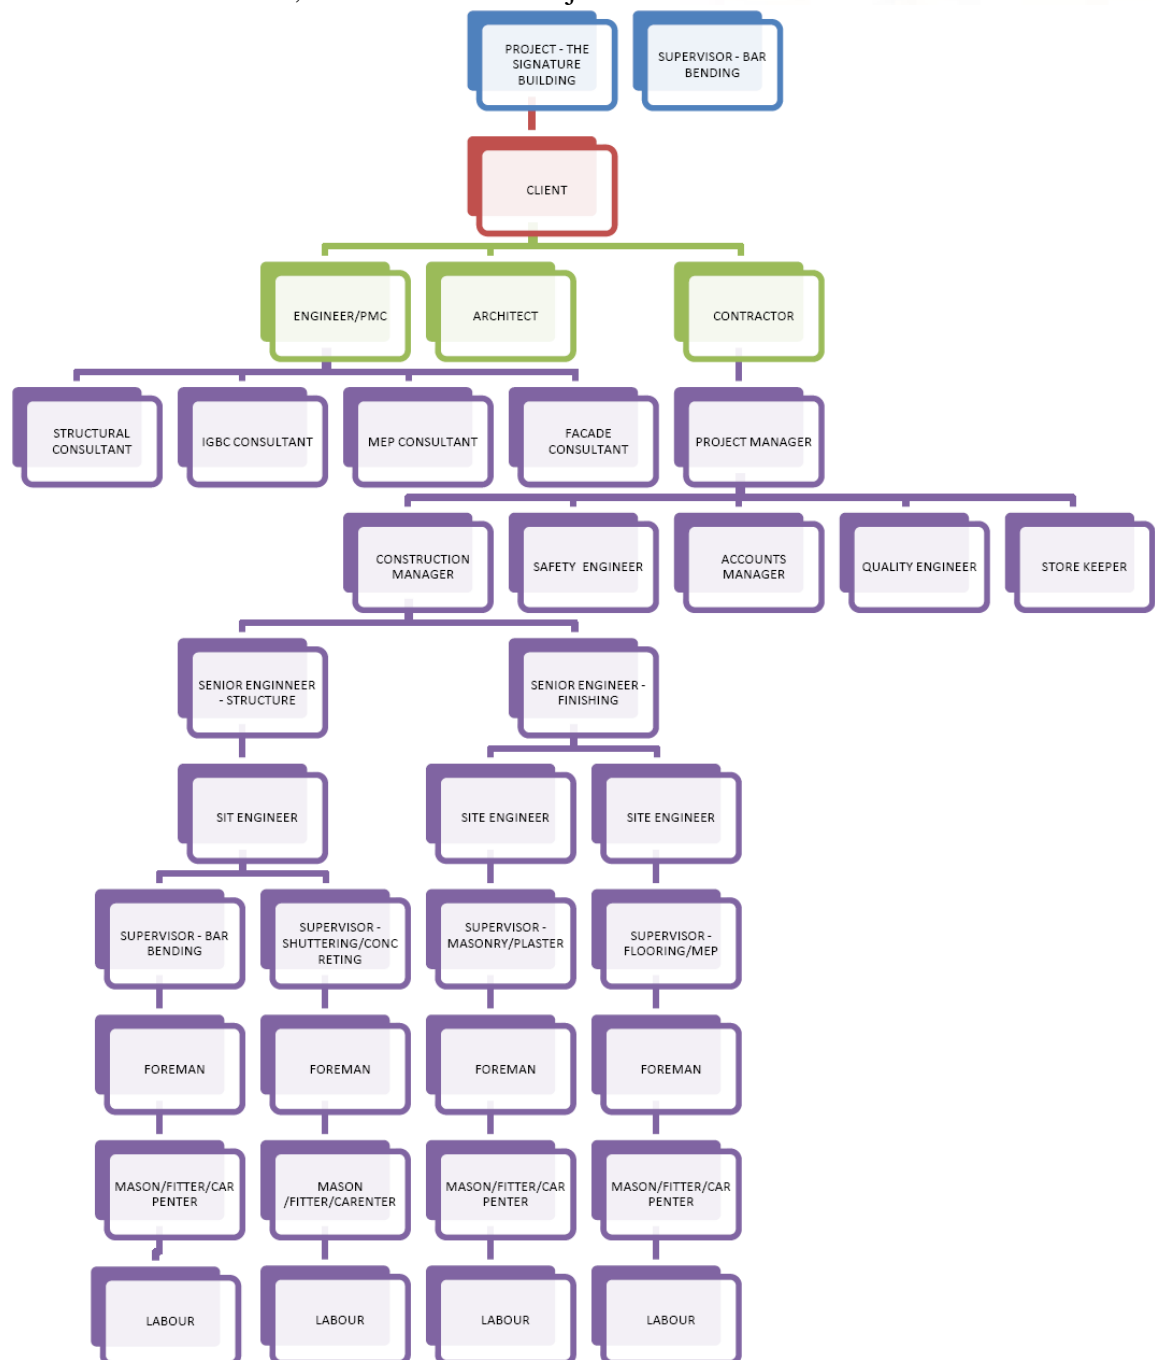 PROJECT - THE
SIGNATURE
BUILDING
SUPERVISOR - BAR
BENDING
CLIENT
ENGINEER/PMC
ARCHITECT
CONTRACTOR
STRUCTURAL
CONSULTANT
IGBC CONSULTANT
MEP CONSULTANT
FACADE
CONSULTANT
PROJECT MANAGER
CONSTRUCTION
MANAGER
SAFETY ENGINEER
ACCOUNTS
MANAGER
QUALITY ENGINEER
STORE KEEPER
SENIOR ENGINNEER
- STRUCTURE
SENIOR ENGINEER -
FINISHING
SIT ENGINEER
SITE ENGINEER
SITE ENGINEER
SUPERVISOR - BAR
BENDING
SUPERVISOR -
SHUTTERING/CONC
RETING
SUPERVISOR -
MASONRY/PLASTER
SUPERVISOR -
FLOORING/MEP
FOREMAN
FOREMAN
FOREMAN
FOREMAN
MASON/FITTER/CAR
PENTER
MASON
/FITTER/CARENTER
MASON/FITTER/CAR
PENTER
MASON/FITTER/CAR
PENTER
LABOUR
LABOUR
LABOUR
LABOUR